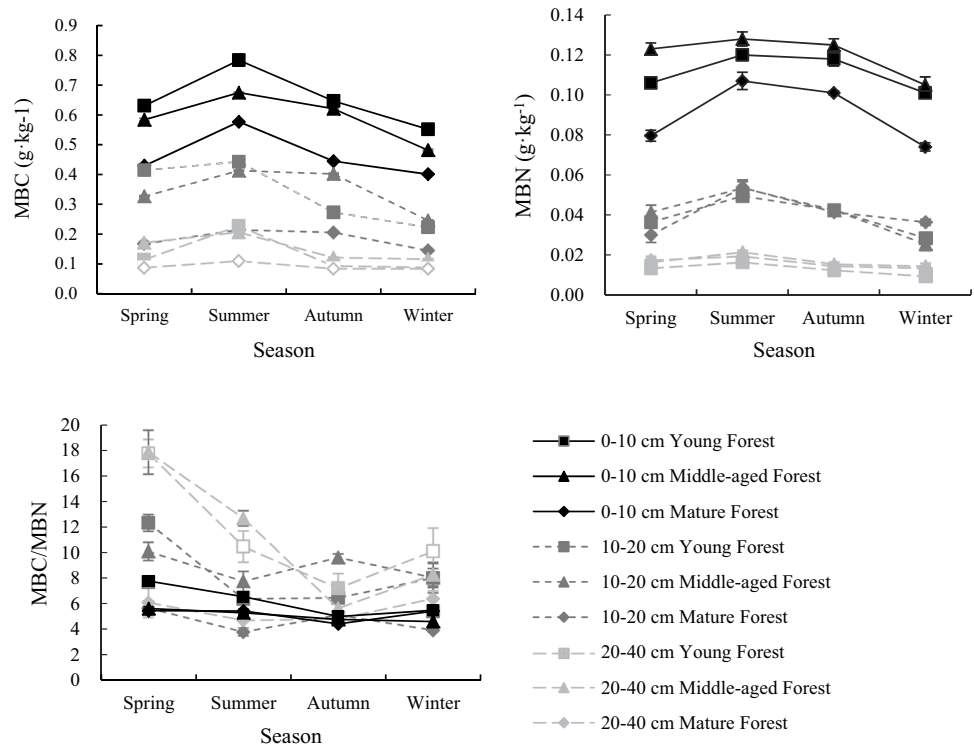 0.9
0.8
0.7
0.6
0.5
0.4
0.3
0.2
0.1
0.0
MBC (g·kg-1)
Spring Summer Autumn Winter
Season
0.14
0.12
0.10
0.08
0.06
0.04
0.02
0.00
MBN (g·kg⁻¹)
Spring Summer Autumn Winter
Season
20
18
16
14
12
10
8
6
4
2
0
MBC/MBN
Spring Summer Autumn Winter
Season
0-10 cm Young Forest
0-10 cm Middle-aged Forest
0-10 cm Mature Forest
10-20 cm Young Forest
10-20 cm Middle-aged Forest
10-20 cm Mature Forest
20-40 cm Young Forest
20-40 cm Middle-aged Forest
20-40 cm Mature Forest